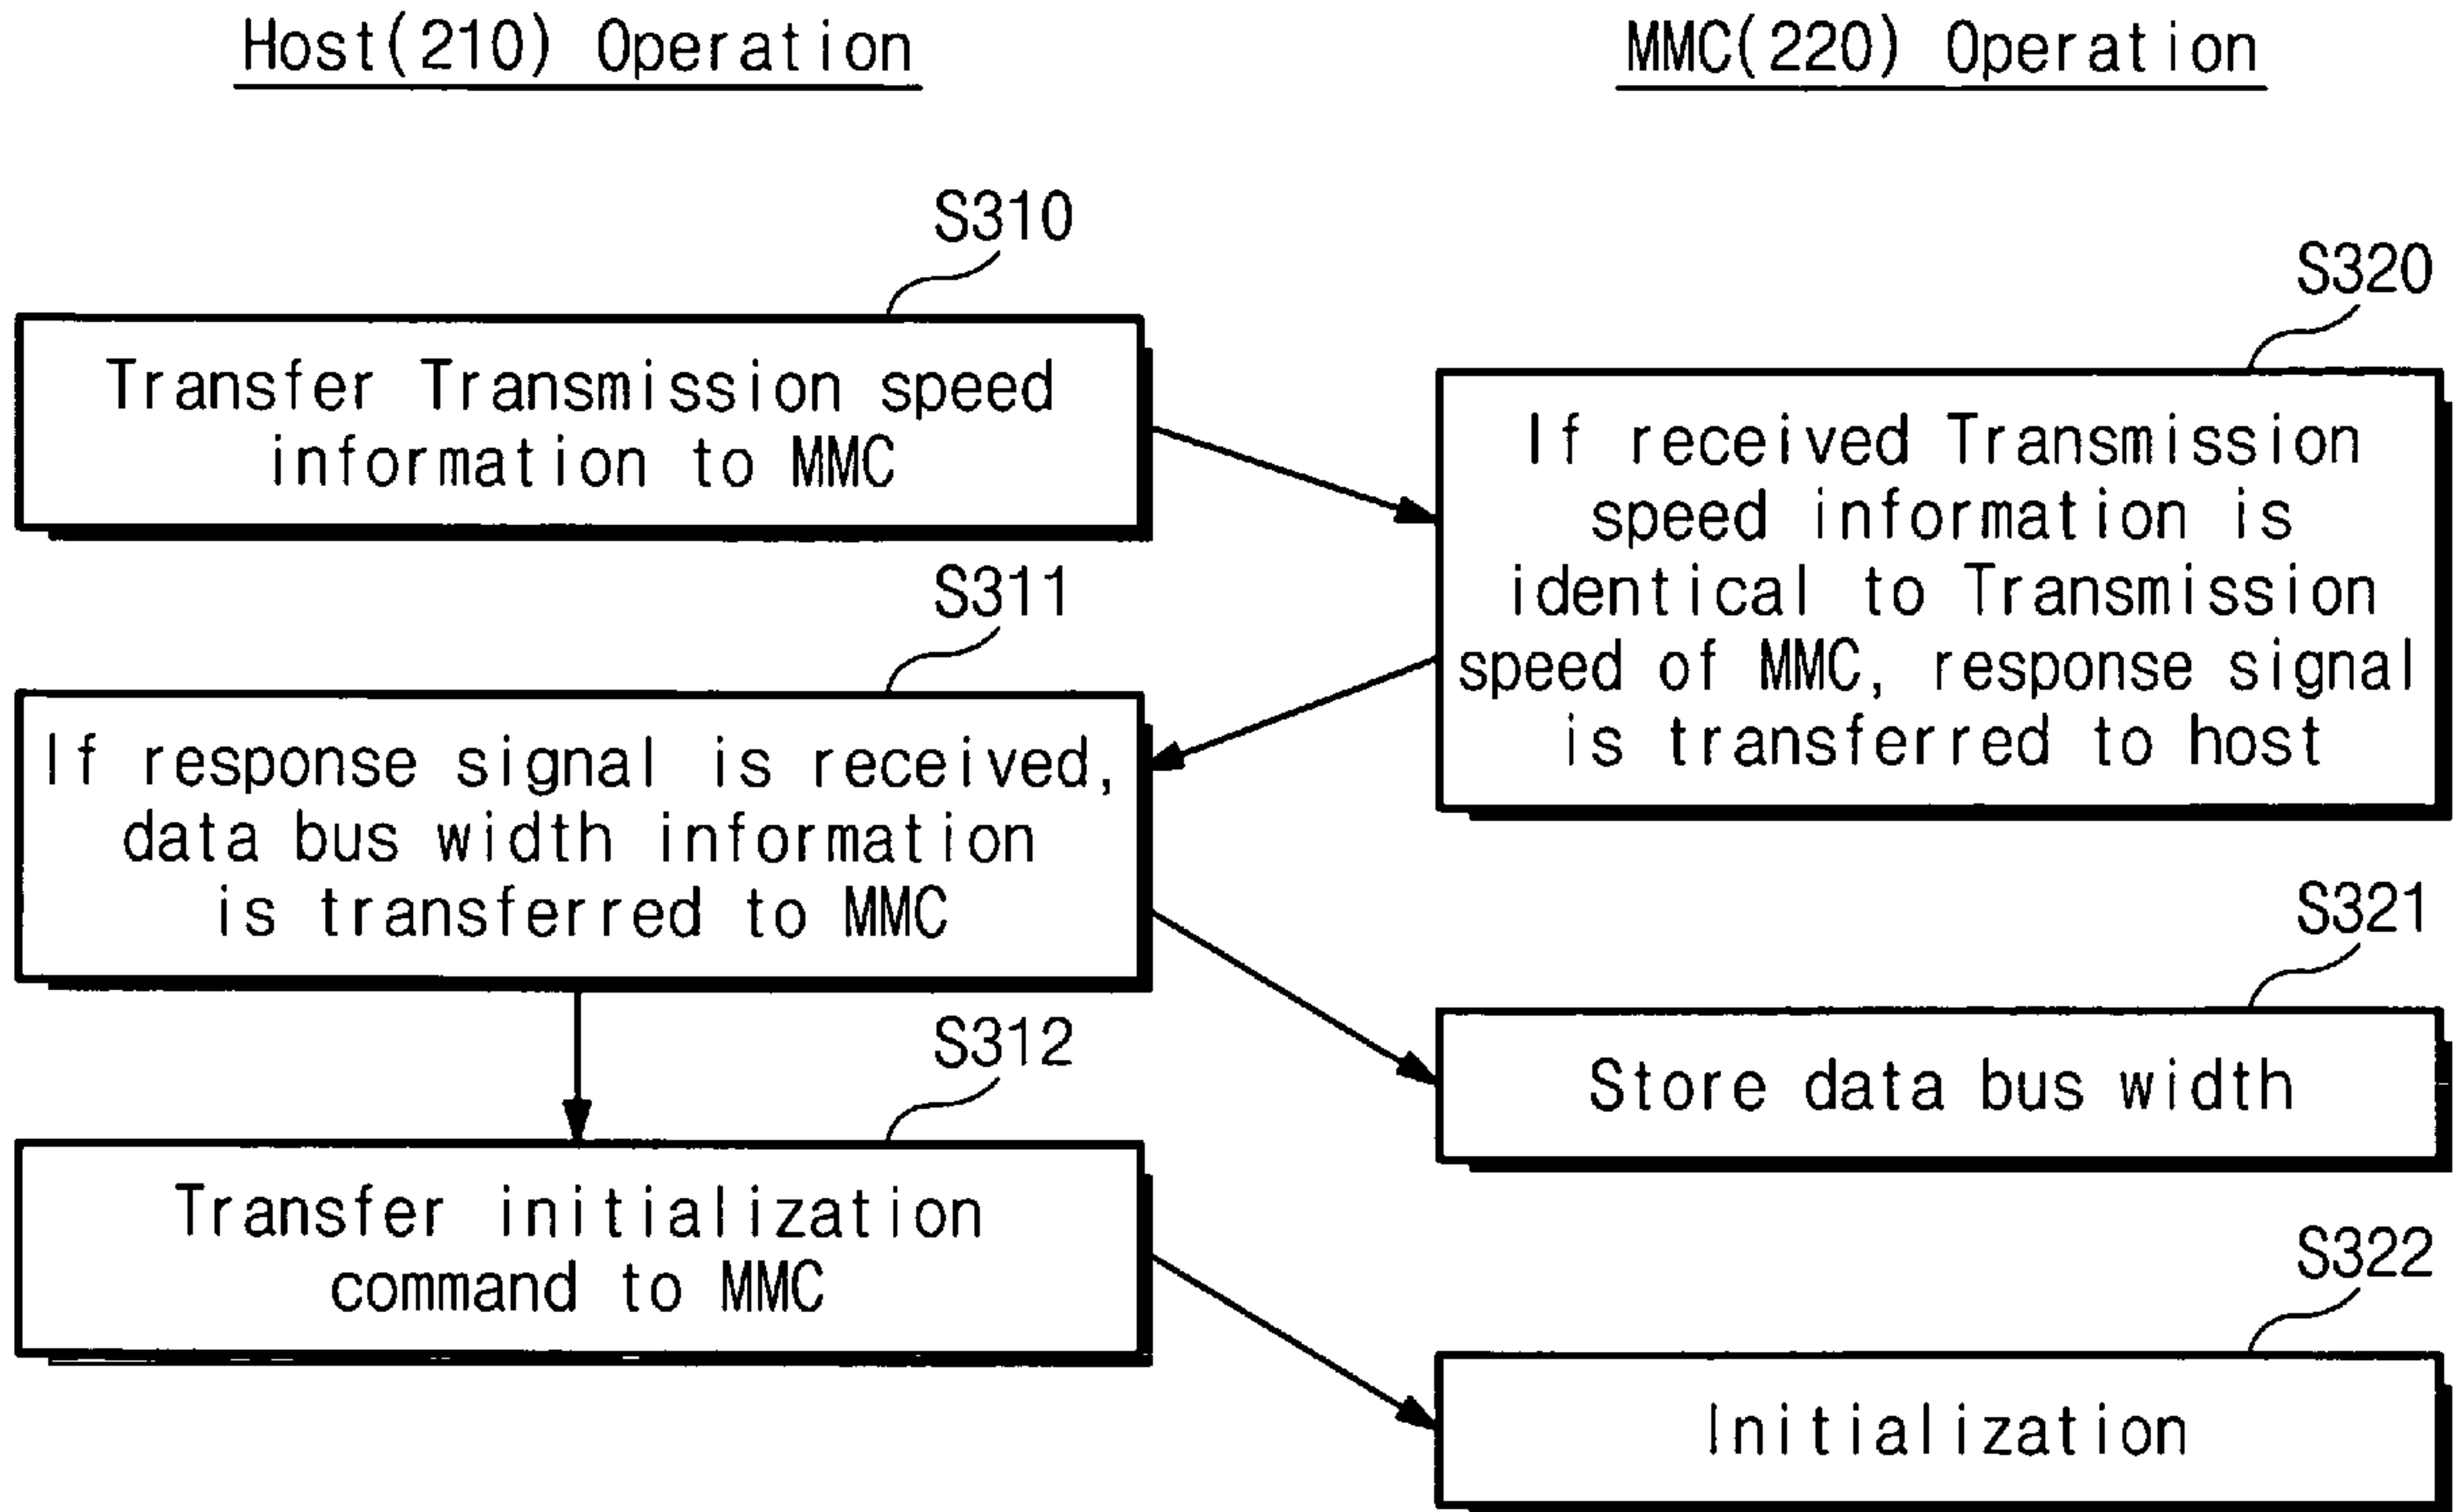 Host(210) Operation
MMC(220) Operation
S310
Transfer Transmission speed
information to MMC
S320
If received Transmission
speed information is
identical to Transmission
speed of MMC, response signal
is transferred to host
S311
If response signal is received,
data bus width information
is transferred to MMC
S321
Store data bus width
S312
Transfer initialization
command to MMC
S322
Initialization